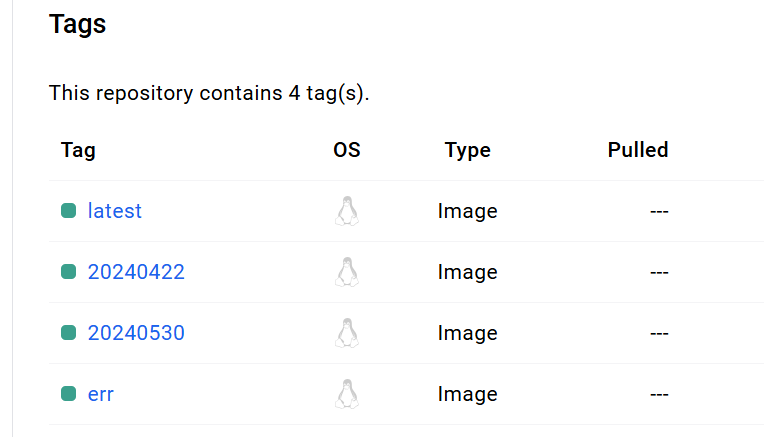 Tags
This repository contains 4 tag(s).
Tag OS Type Pulled
latest Image ---
20240422 Image ---
20240530 Image ---
err Image ---